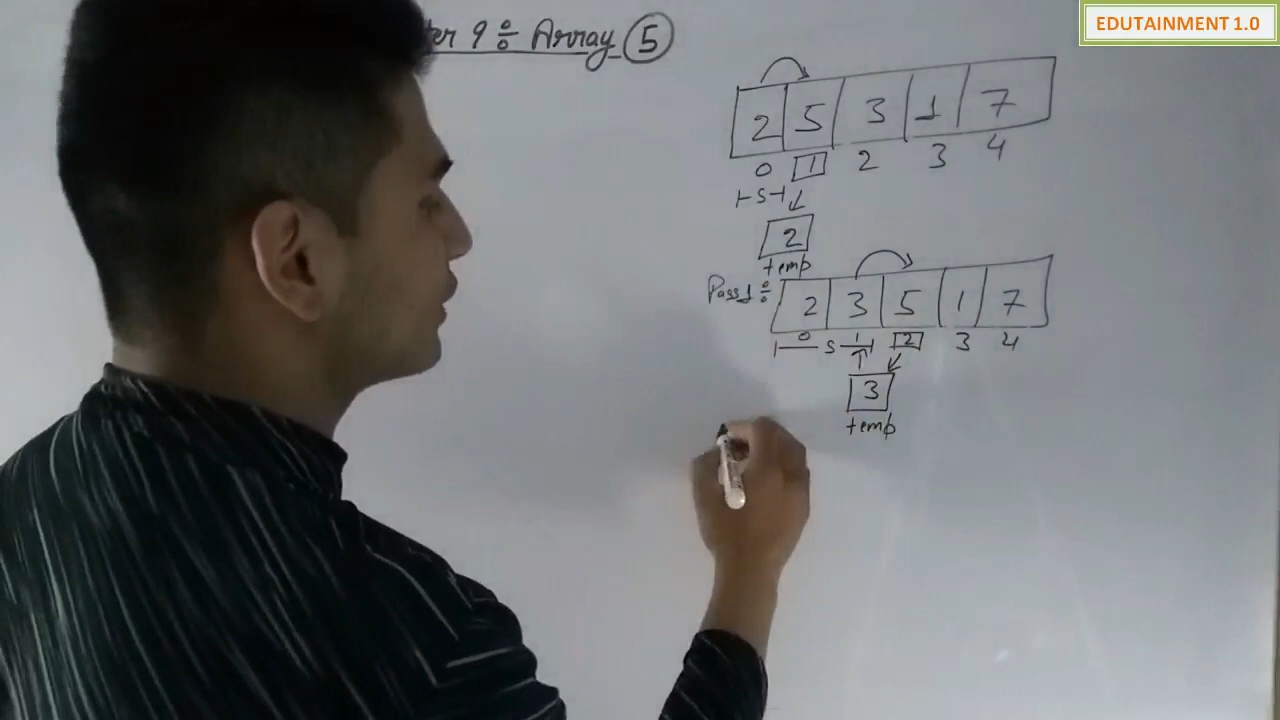 EDUTAINMENT 1.0
9 ÷ Array 5
2 5 3 1 7
0 1 2 3 4
S
2
temp
Pass 1 ÷ 2 3 5 1 7
0 S 1 2 3 4
3
temp